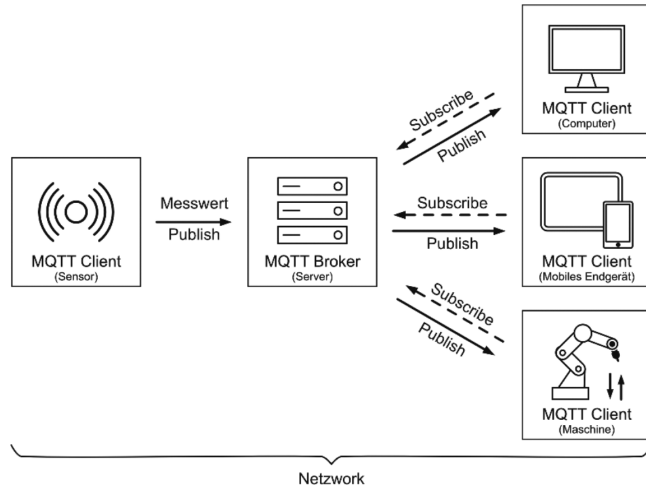 MQTT Client
(Computer)
Subscribe
Publish
Messwert
Publish
Subscribe
Publish
MQTT Client
(Sensor)
MQTT Broker
(Server)
MQTT Client
(Mobiles Endgerät)
Subscribe
Publish
MQTT Client
(Maschine)
Netzwork